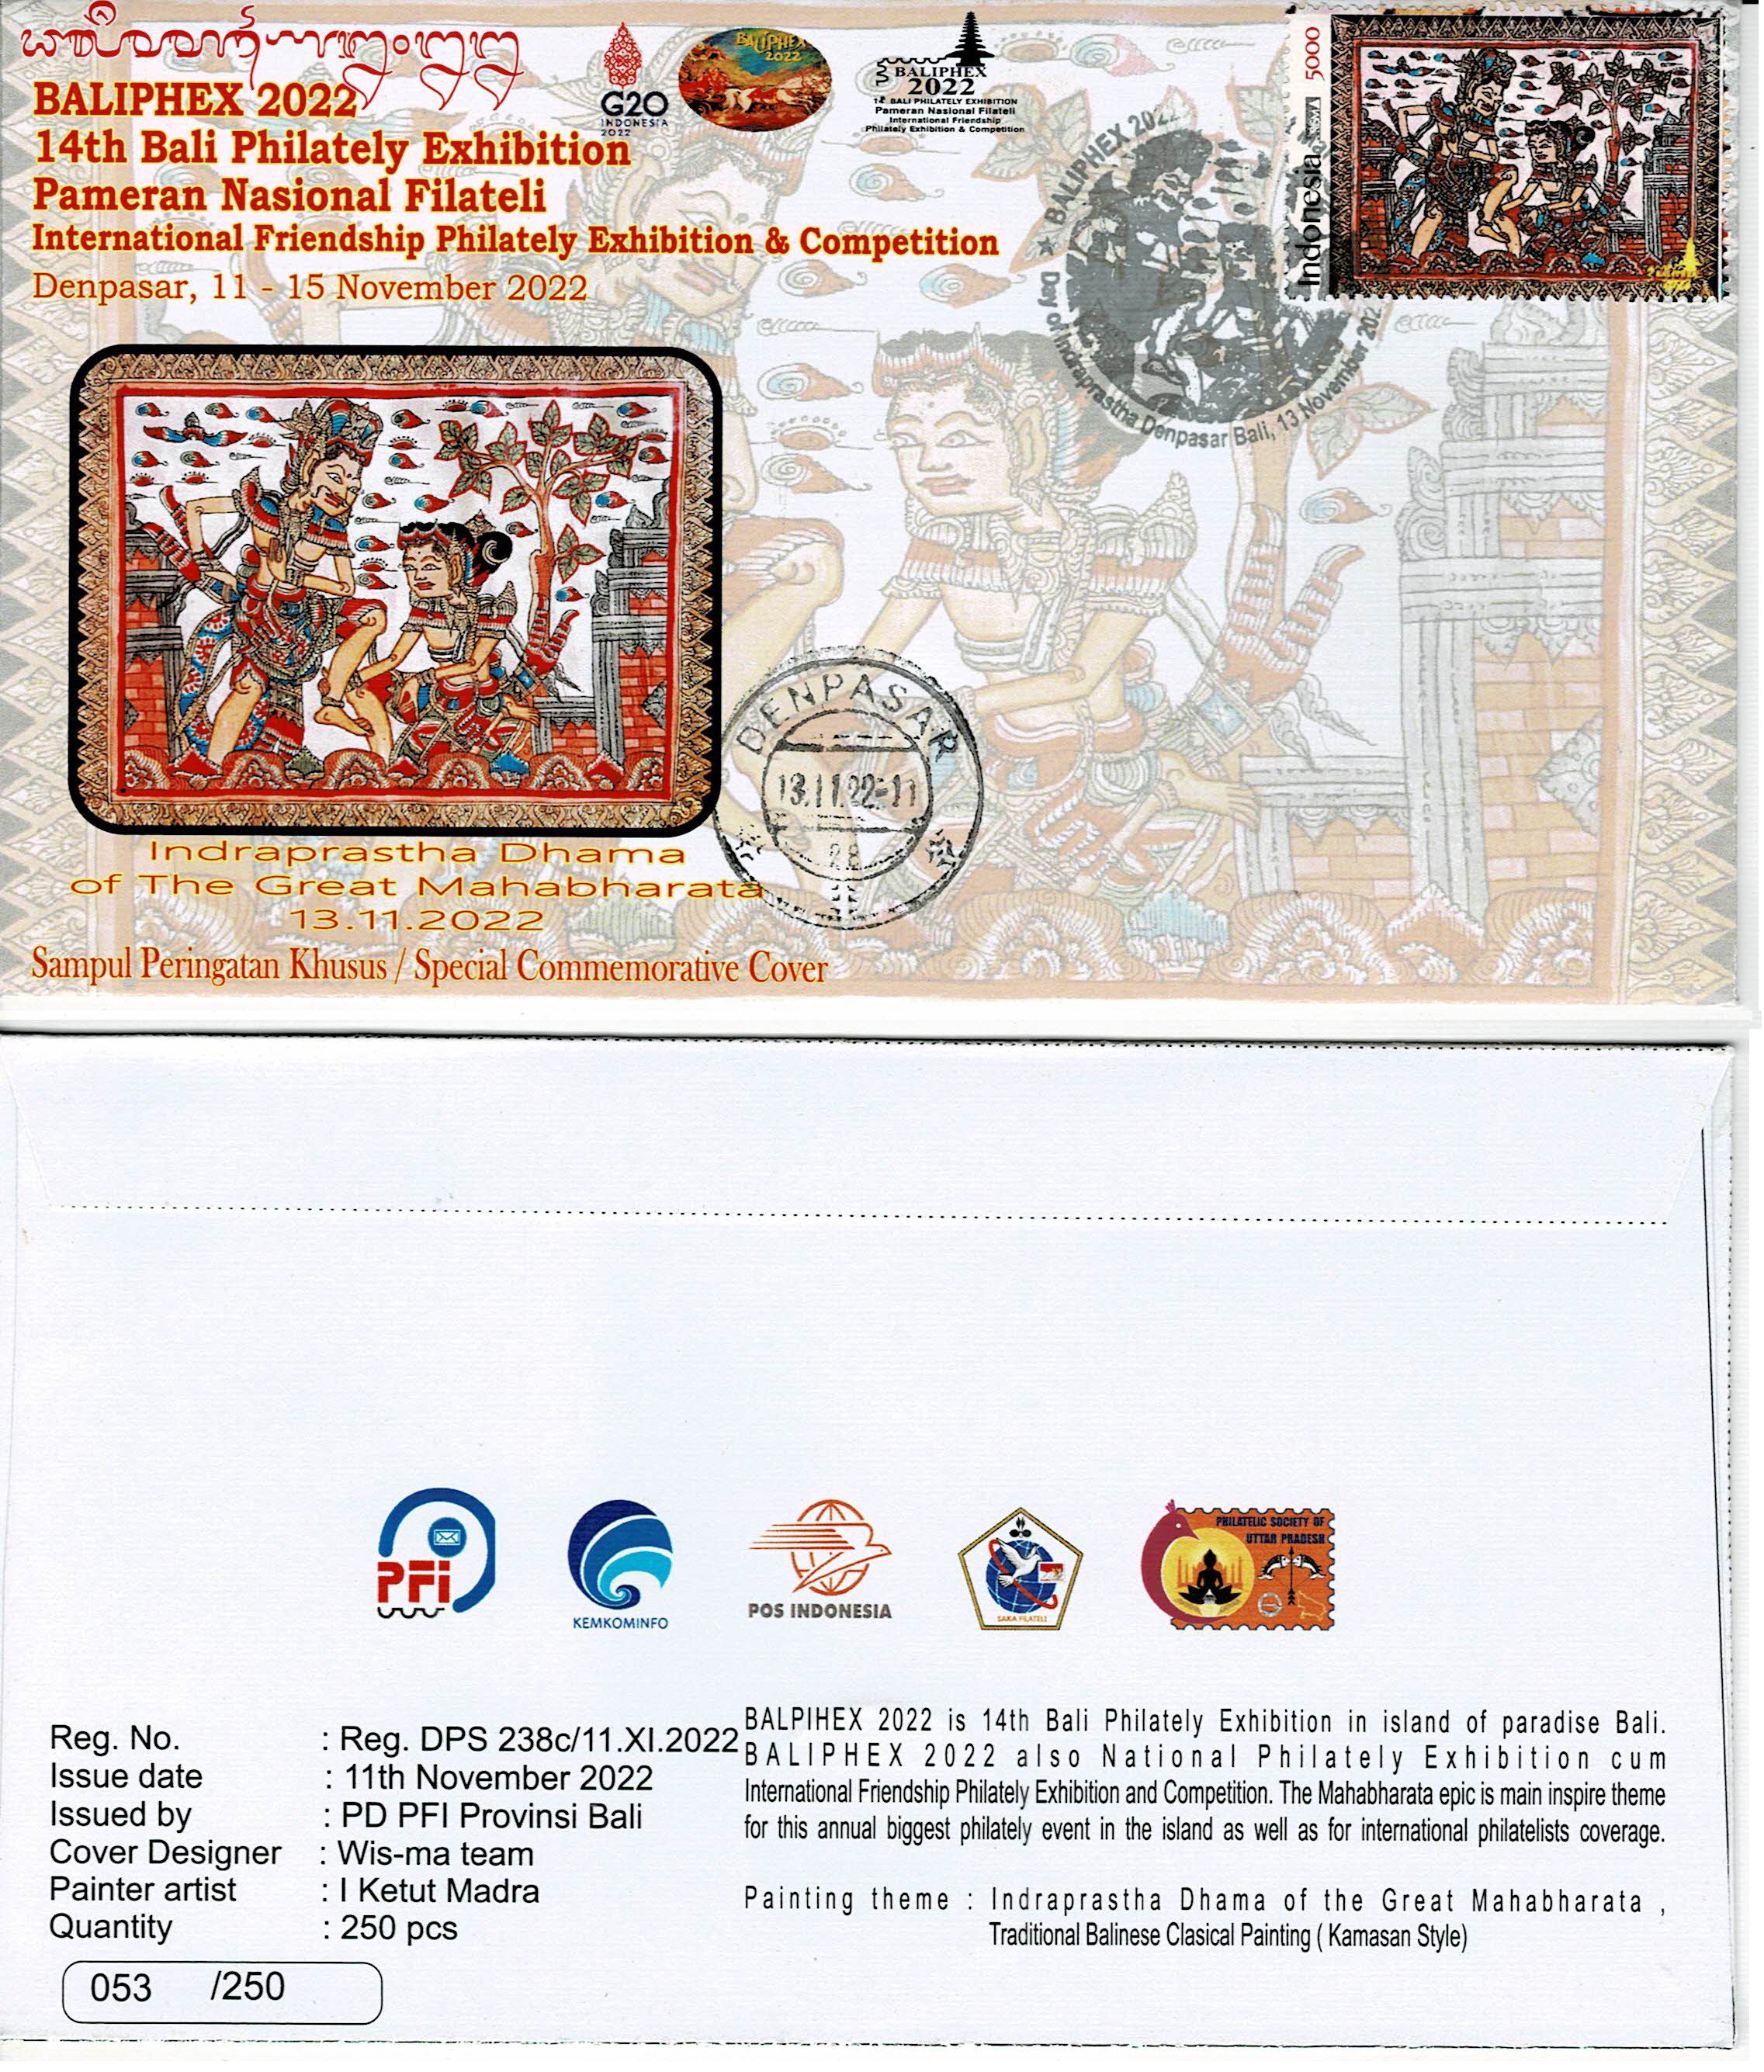 BALIPHEX 2022
14th Bali Philately Exhibition
Pameran Nasional Filateli
International Friendship Philately Exhibition & Competition
Denpasar, 11 - 15 November 2022
G20
INDONESIA
2022
BALIPHEX
2022
BALIPHEX
2022
BALI PHILATELY EXHIBITION
Pameran Nasional Filateli
International Friendship
Philately Exhibition & Competition
★ BALIPHEX 2022
Day of Indraprastha Denpasar Bali, 13 November 202
Indonesia
5000
DENPASAR
13.11.22-11
Indraprastha Dhama
of The Great Mahabharata
13.11.2022
Sampul Peringatan Khusus / Special Commemorative Cover
PFI
KEMKOMINFO
POS INDONESIA
SAKA FILATELI
PHILATELIC SOCIETY OF
UTTAR PRADESH
Reg. No. : Reg. DPS 238c/11.XI.2022
Issue date : 11th November 2022
Issued by : PD PFI Provinsi Bali
Cover Designer : Wis-ma team
Painter artist : I Ketut Madra
Quantity : 250 pcs
053 /250
BALPIHEX 2022 is 14th Bali Philately Exhibition in island of paradise Bali.
BALIPHEX 2022 also National Philately Exhibition cum
International Friendship Philately Exhibition and Competition. The Mahabharata epic is main inspire theme
for this annual biggest philately event in the island as well as for international philatelists coverage.
Painting theme : Indraprastha Dhama of the Great Mahabharata ,
Traditional Balinese Clasical Painting ( Kamasan Style)